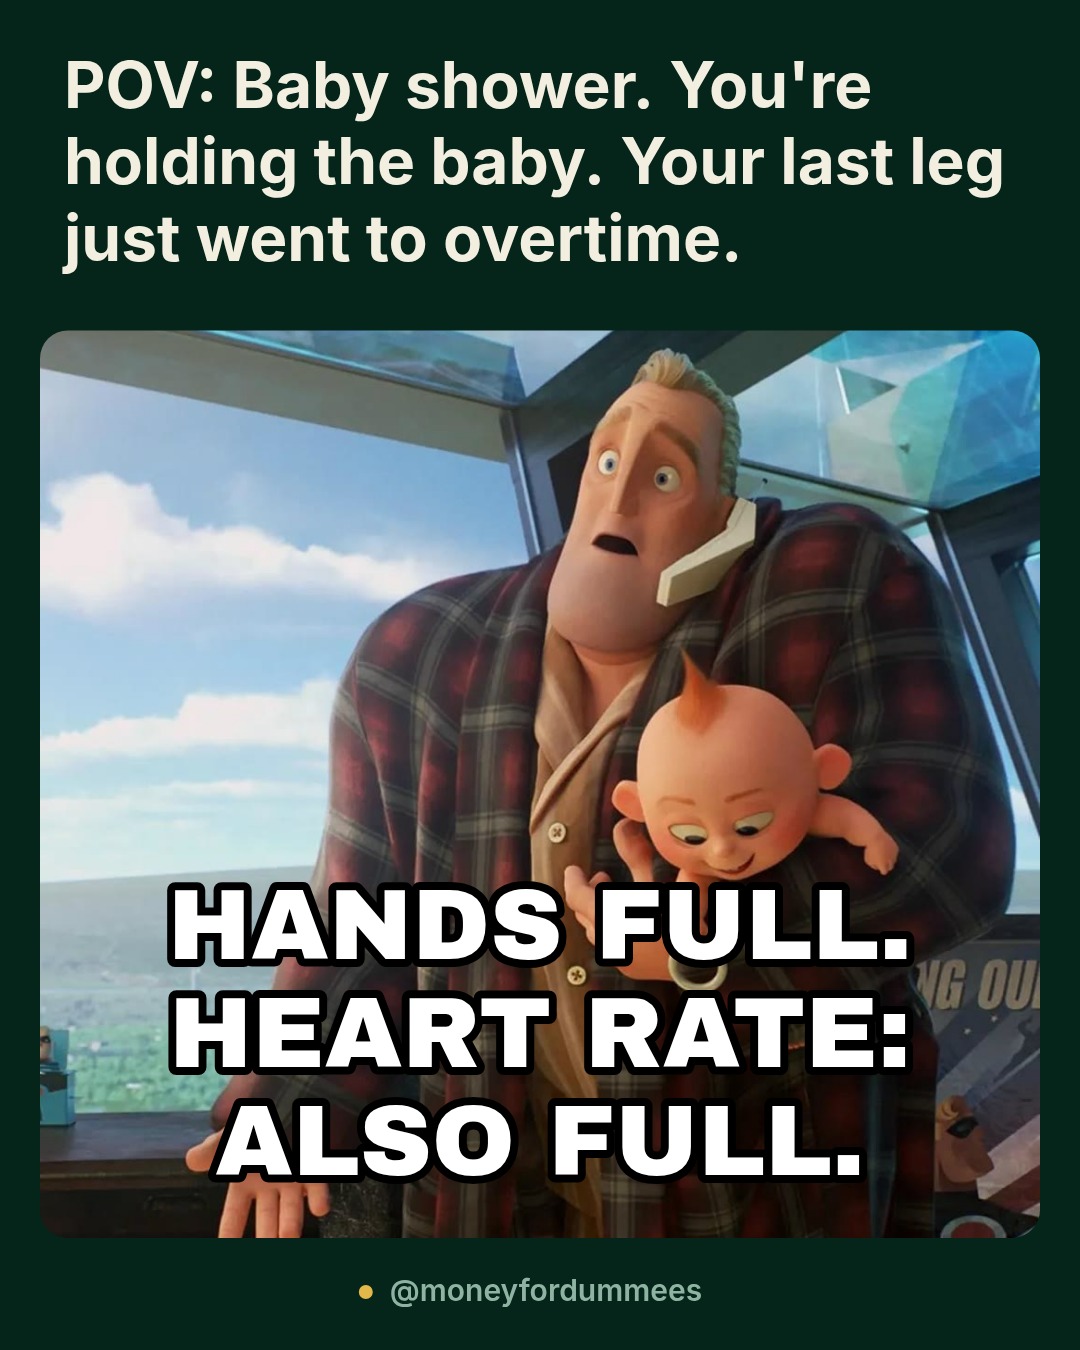 POV: Baby shower. You're
holding the baby. Your last leg
just went to overtime.
HANDS FULL.
HEART RATE:
ALSO FULL.
@moneyfordummees